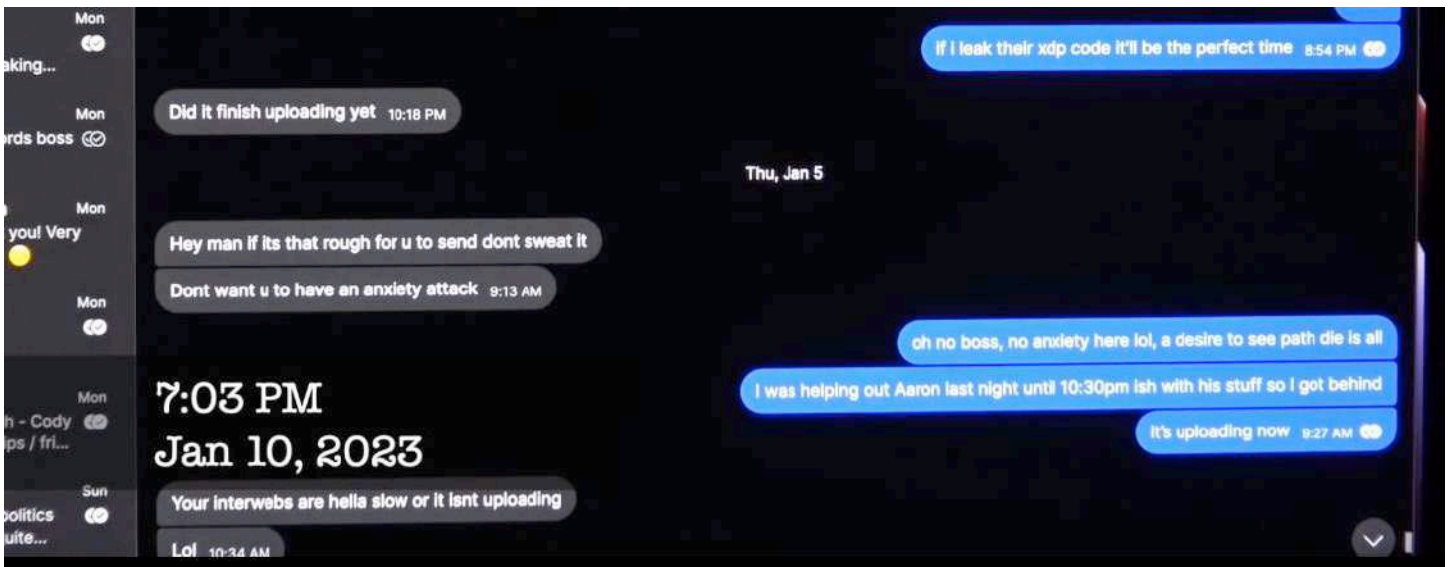 Mon
aking...
if i leak their xdp code it'll be the perfect time 8:54 PM
Did it finish uploading yet 10:18 PM
Mon
rds boss
Thu, Jan 5
Mon
you! Very
Hey man if its that rough for u to send dont sweat it
Dont want u to have an anxiety attack 9:13 AM
Mon
oh no boss, no anxiety here lol, a desire to see path die is all
I was helping out Aaron last night until 10:30pm ish with his stuff so I got behind
it's uploading now 9:27 AM
Mon
h - Cody
ips / fri...
7:03 PM
Jan 10, 2023
Sun
politics
uite...
Your interwebs are hella slow or it isnt uploading
Lol 10:34 AM